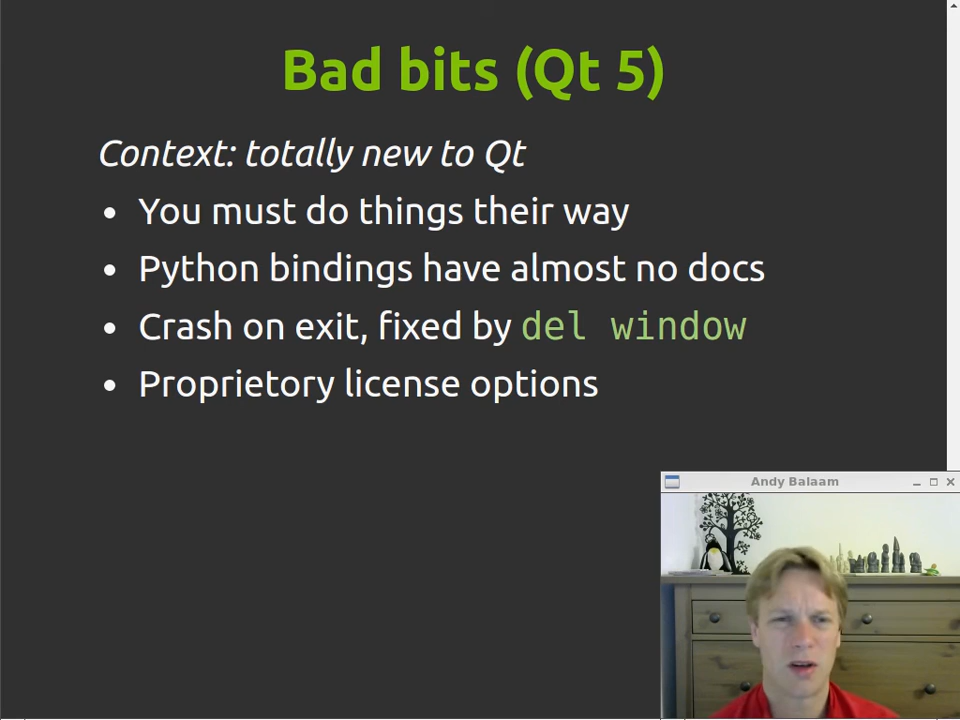 Bad bits (Qt 5)
Context: totally new to Qt
• You must do things their way
• Python bindings have almost no docs
• Crash on exit, fixed by del window
• Proprietory license options
Andy Balaam